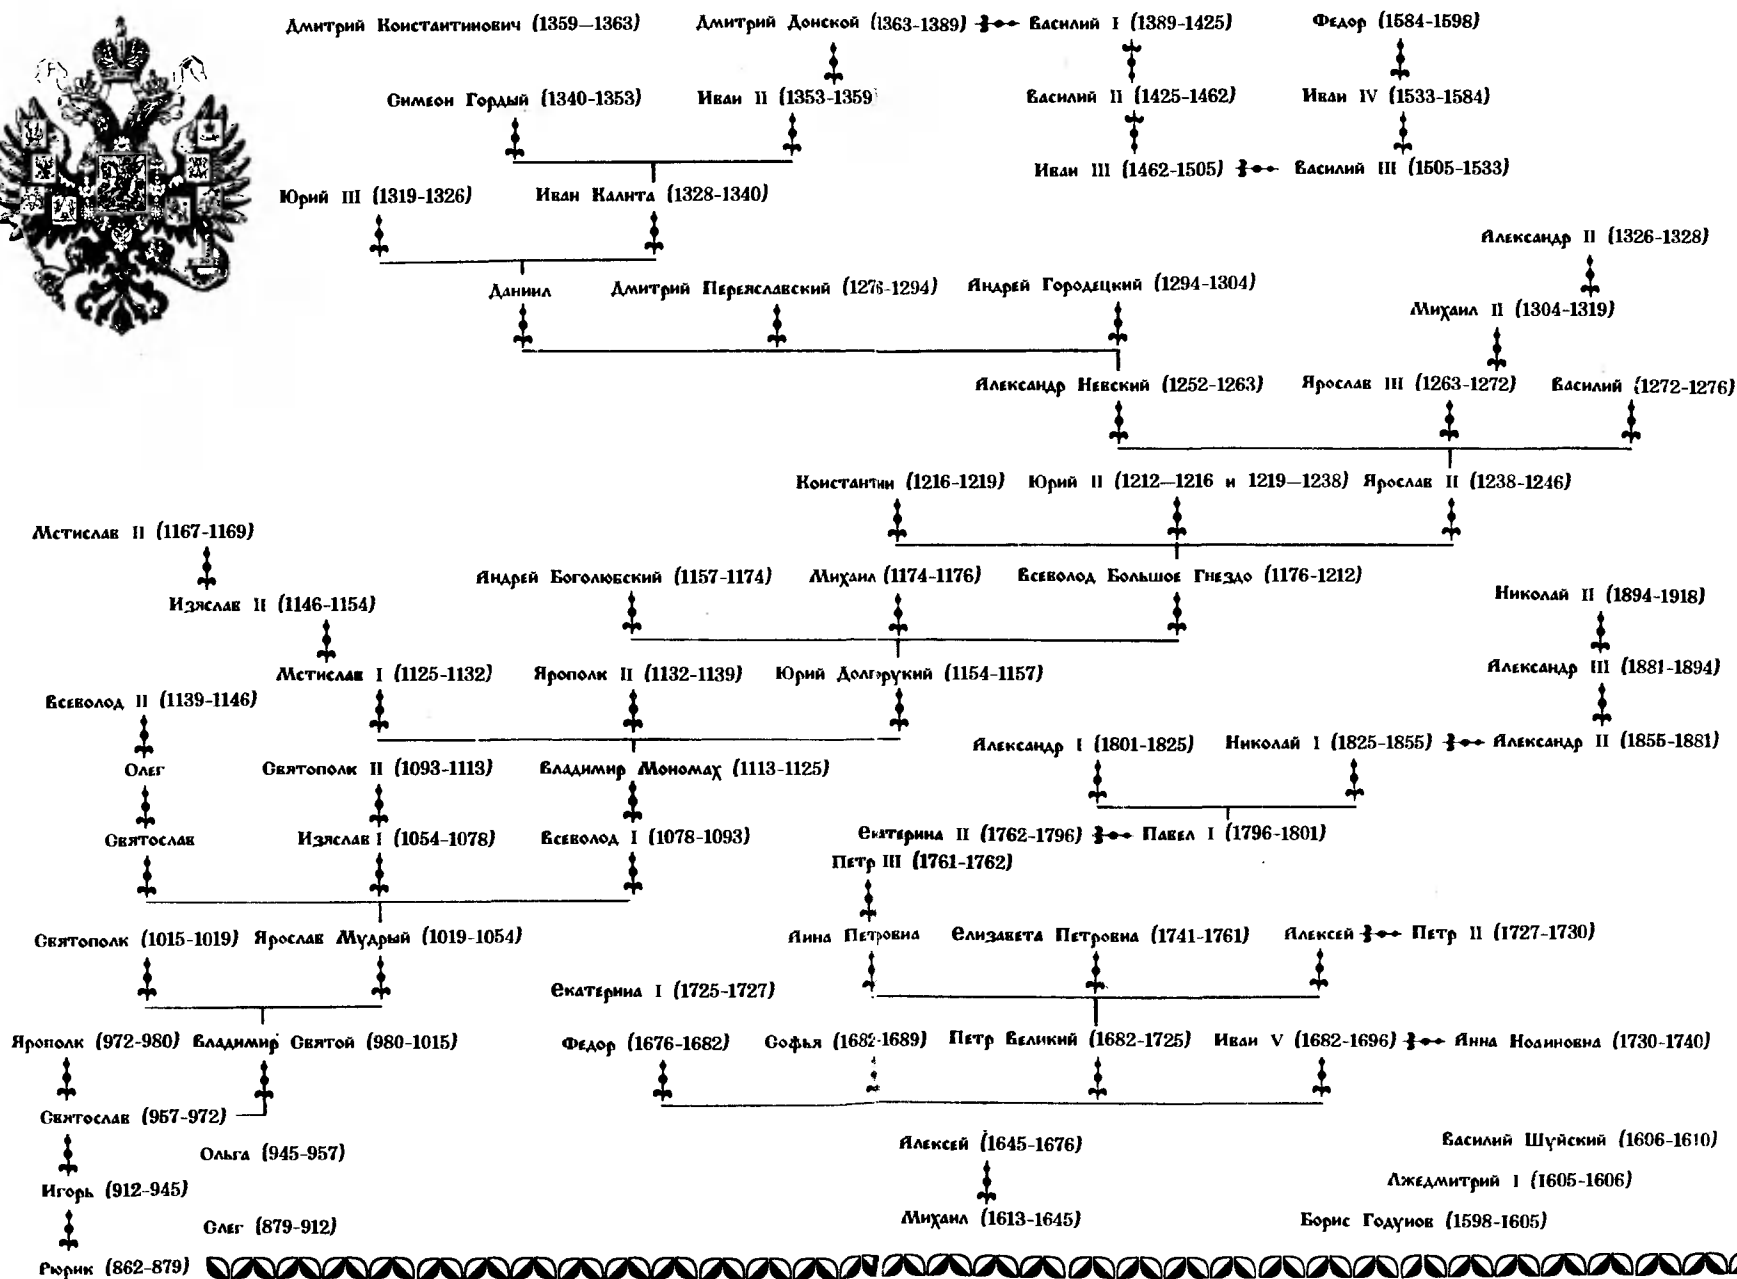 Дмитрий Константинович (1359—1363) Дмитрий Донской (1363-1389) Василий I (1389-1425) Федор (1584-1598)
Симеон Гордый (1340-1353) Иван II (1353-1359) Василий II (1425-1462) Иван IV (1533-1584)
Иван III (1462-1505) Василий III (1505-1533)
Юрий III (1319-1326) Иван Калита (1328-1340)
Александр II (1326-1328)
Даниил Дмитрий Переяславский (1276-1294) Андрей Городецкий (1294-1304)
Михаил II (1304-1319)
Александр Невский (1252-1263) Ярослав III (1263-1272) Василий (1272-1276)
Константин (1216-1219) Юрий II (1212—1216 и 1219—1238) Ярослав II (1238-1246)
Мстислав II (1167-1169)
Андрей Боголюбский (1157-1174) Михаил (1174-1176) Всеволод Большое Гнездо (1176-1212)
Изяслав II (1146-1154) Николай II (1894-1918)
Мстислав I (1125-1132) Ярополк II (1132-1139) Юрий Долгорукий (1154-1157) Александр III (1881-1894)
Всеволод II (1139-1146)
Александр I (1801-1825) Николай I (1825-1855) Александр II (1855-1881)
Олег Святополк II (1093-1113) Владимир Мономах (1113-1125)
Святослав Изяслав I (1054-1078) Всеволод I (1078-1093) Екатерина II (1762-1796) Павел I (1796-1801)
Петр III (1761-1762)
Святополк (1015-1019) Ярослав Мудрый (1019-1054) Анна Петровна Елизавета Петровна (1741-1761) Алексей Петр II (1727-1730)
Екатерина I (1725-1727)
Ярополк (972-980) Владимир Святой (980-1015) Федор (1676-1682) Софья (1682-1689) Петр Великий (1682-1725) Иван V (1682-1696) Анна Иоанновна (1730-1740)
Святослав (957-972)
Ольга (945-957) Алексей (1645-1676) Василий Шуйский (1606-1610)
Игорь (912-945) Лжедмитрий I (1605-1606)
Олег (879-912) Михаил (1613-1645) Борис Годунов (1598-1605)
Рюрик (862-879)